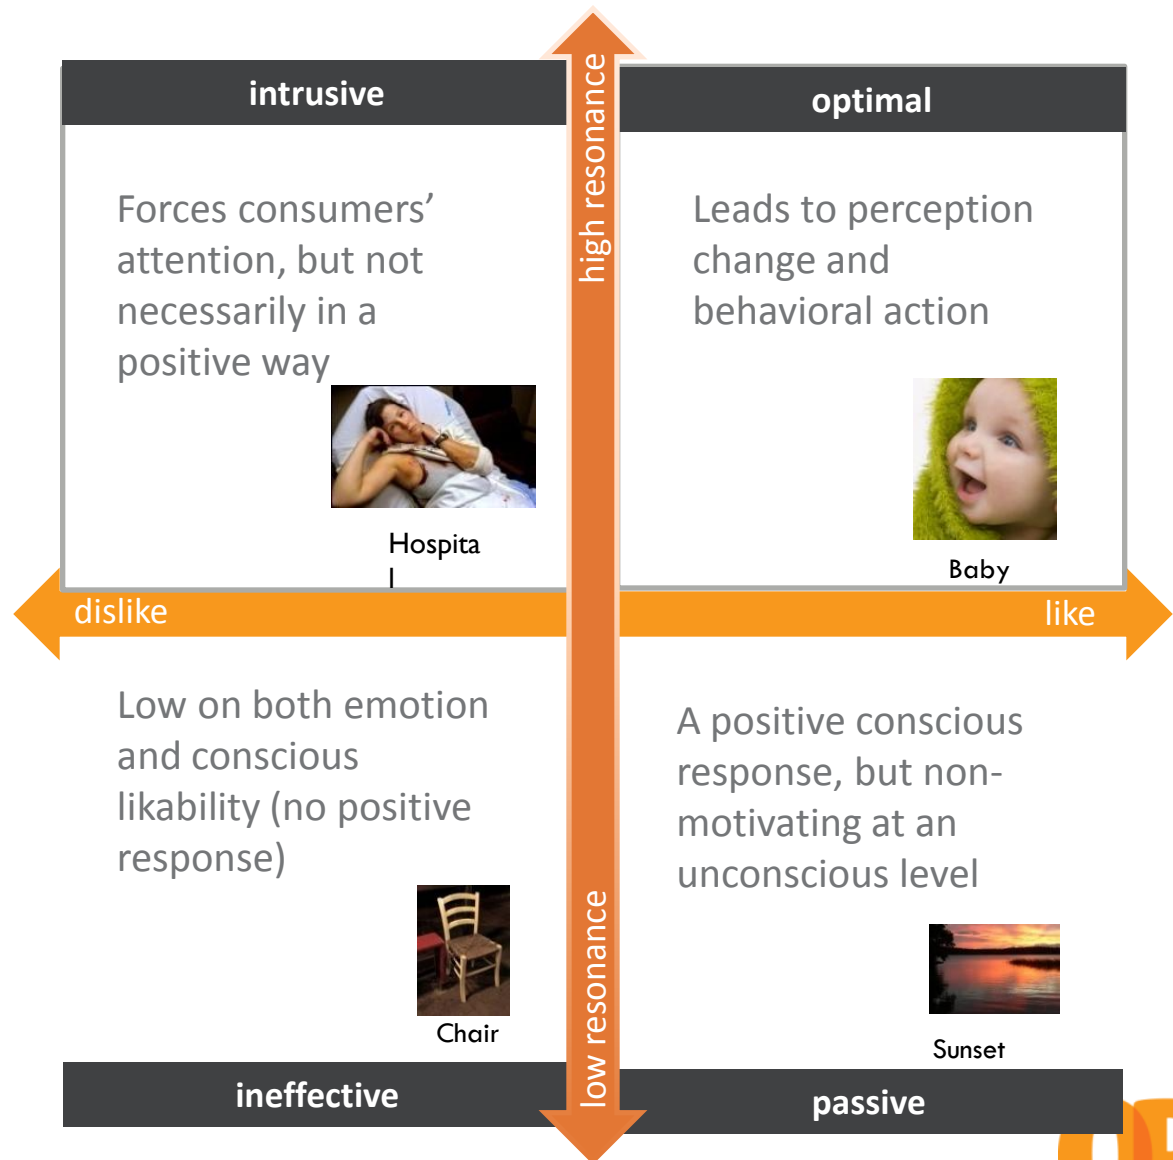 intrusive
optimal
high resonance
Forces consumers’
attention, but not
necessarily in a
positive way
Leads to perception
change and
behavioral action
Hospita
l
Baby
dislike
like
Low on both emotion
and conscious
likability (no positive
response)
A positive conscious
response, but non-
motivating at an
unconscious level
low resonance
Chair
Sunset
ineffective
passive